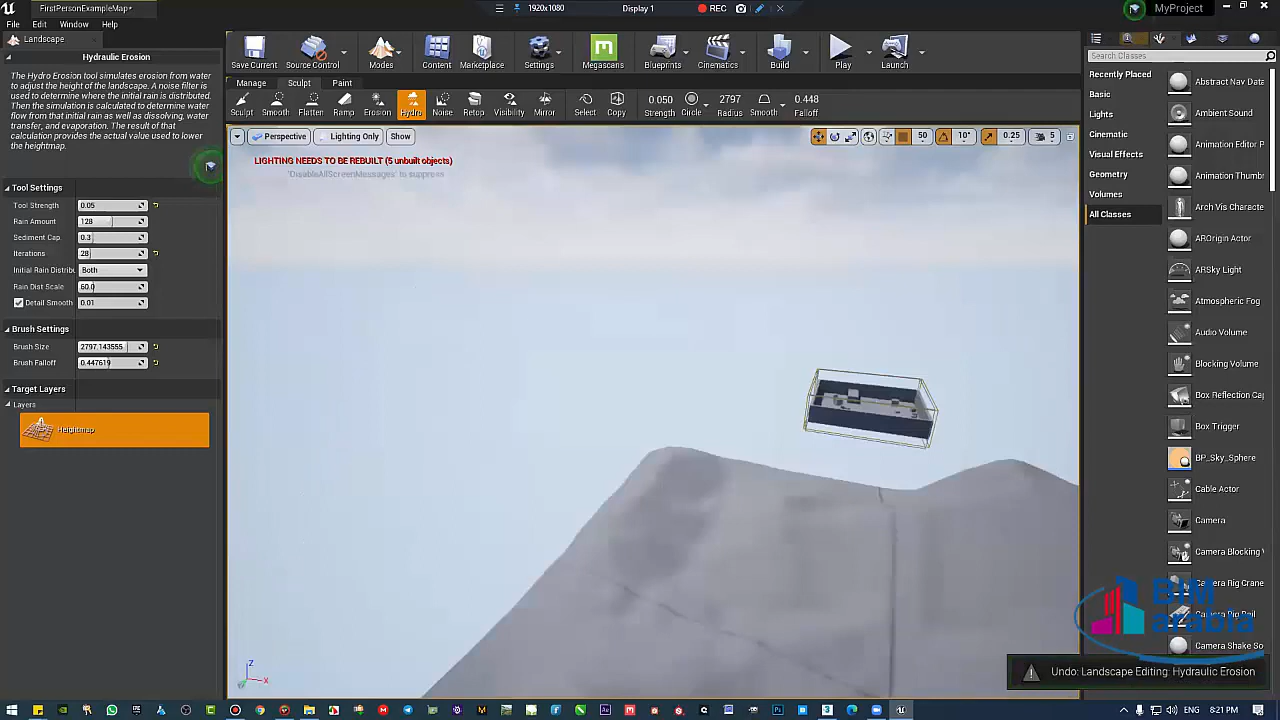 FirstPersonExampleMap*
1920x1080
Display 1
REC
MyProject
File
Edit
Window
Help
Landscape
Hydraulic Erosion
The Hydro Erosion tool simulates erosion from water
to adjust the height of the landscape. A noise filter is
used to determine where the initial rain is distributed.
Then the simulation is calculated to determine water
flow from that initial rain as well as dissolving, water
transfer, and evaporation. The result of that
calculation provides the actual value used to lower
the heightmap.
Tool Settings
Tool Strength
0.05
Rain Amount
128
Sediment Cap.
0.3
Iterations
28
Initial Rain Distribu
Both
Rain Dist Scale
60.0
Detail Smooth
0.01
Brush Settings
Brush Size
2797.143555
Brush Falloff
0.447619
Target Layers
Layers
Heightmap
Save Current
Source Control
Modes
Content
Marketplace
Settings
Megascans
Blueprints
Cinematics
Build
Play
Launch
Manage
Sculpt
Paint
Sculpt
Smooth
Flatten
Ramp
Erosion
Hydro
Noise
Retop
Visibility
Mirror
Select
Copy
0.050
Strength
Circle
2797
Radius
Smooth
0.448
Falloff
Perspective
Lighting Only
Show
50
10°
0.25
5
LIGHTING NEEDS TO BE REBUILT (5 unbuilt objects)
'DisableAllScreenMessages' to suppress
Z
X
Search Classes
Recently Placed
Basic
Lights
Cinematic
Visual Effects
Geometry
Volumes
All Classes
Abstract Nav Data
Ambient Sound
Animation Editor P
Animation Thumbn
Arch Vis Characte
AROrigin Actor
ARSky Light
Atmospheric Fog
Audio Volume
Blocking Volume
Box Reflection Cap
Box Trigger
BP_Sky_Sphere
Cable Actor
Camera
Camera Blocking V
Camera Rig Crane
Camera Rig Rail
Camera Shake So
BIM
arabia
Undo: Landscape Editing: Hydraulic Erosion
ENG
8:21 PM